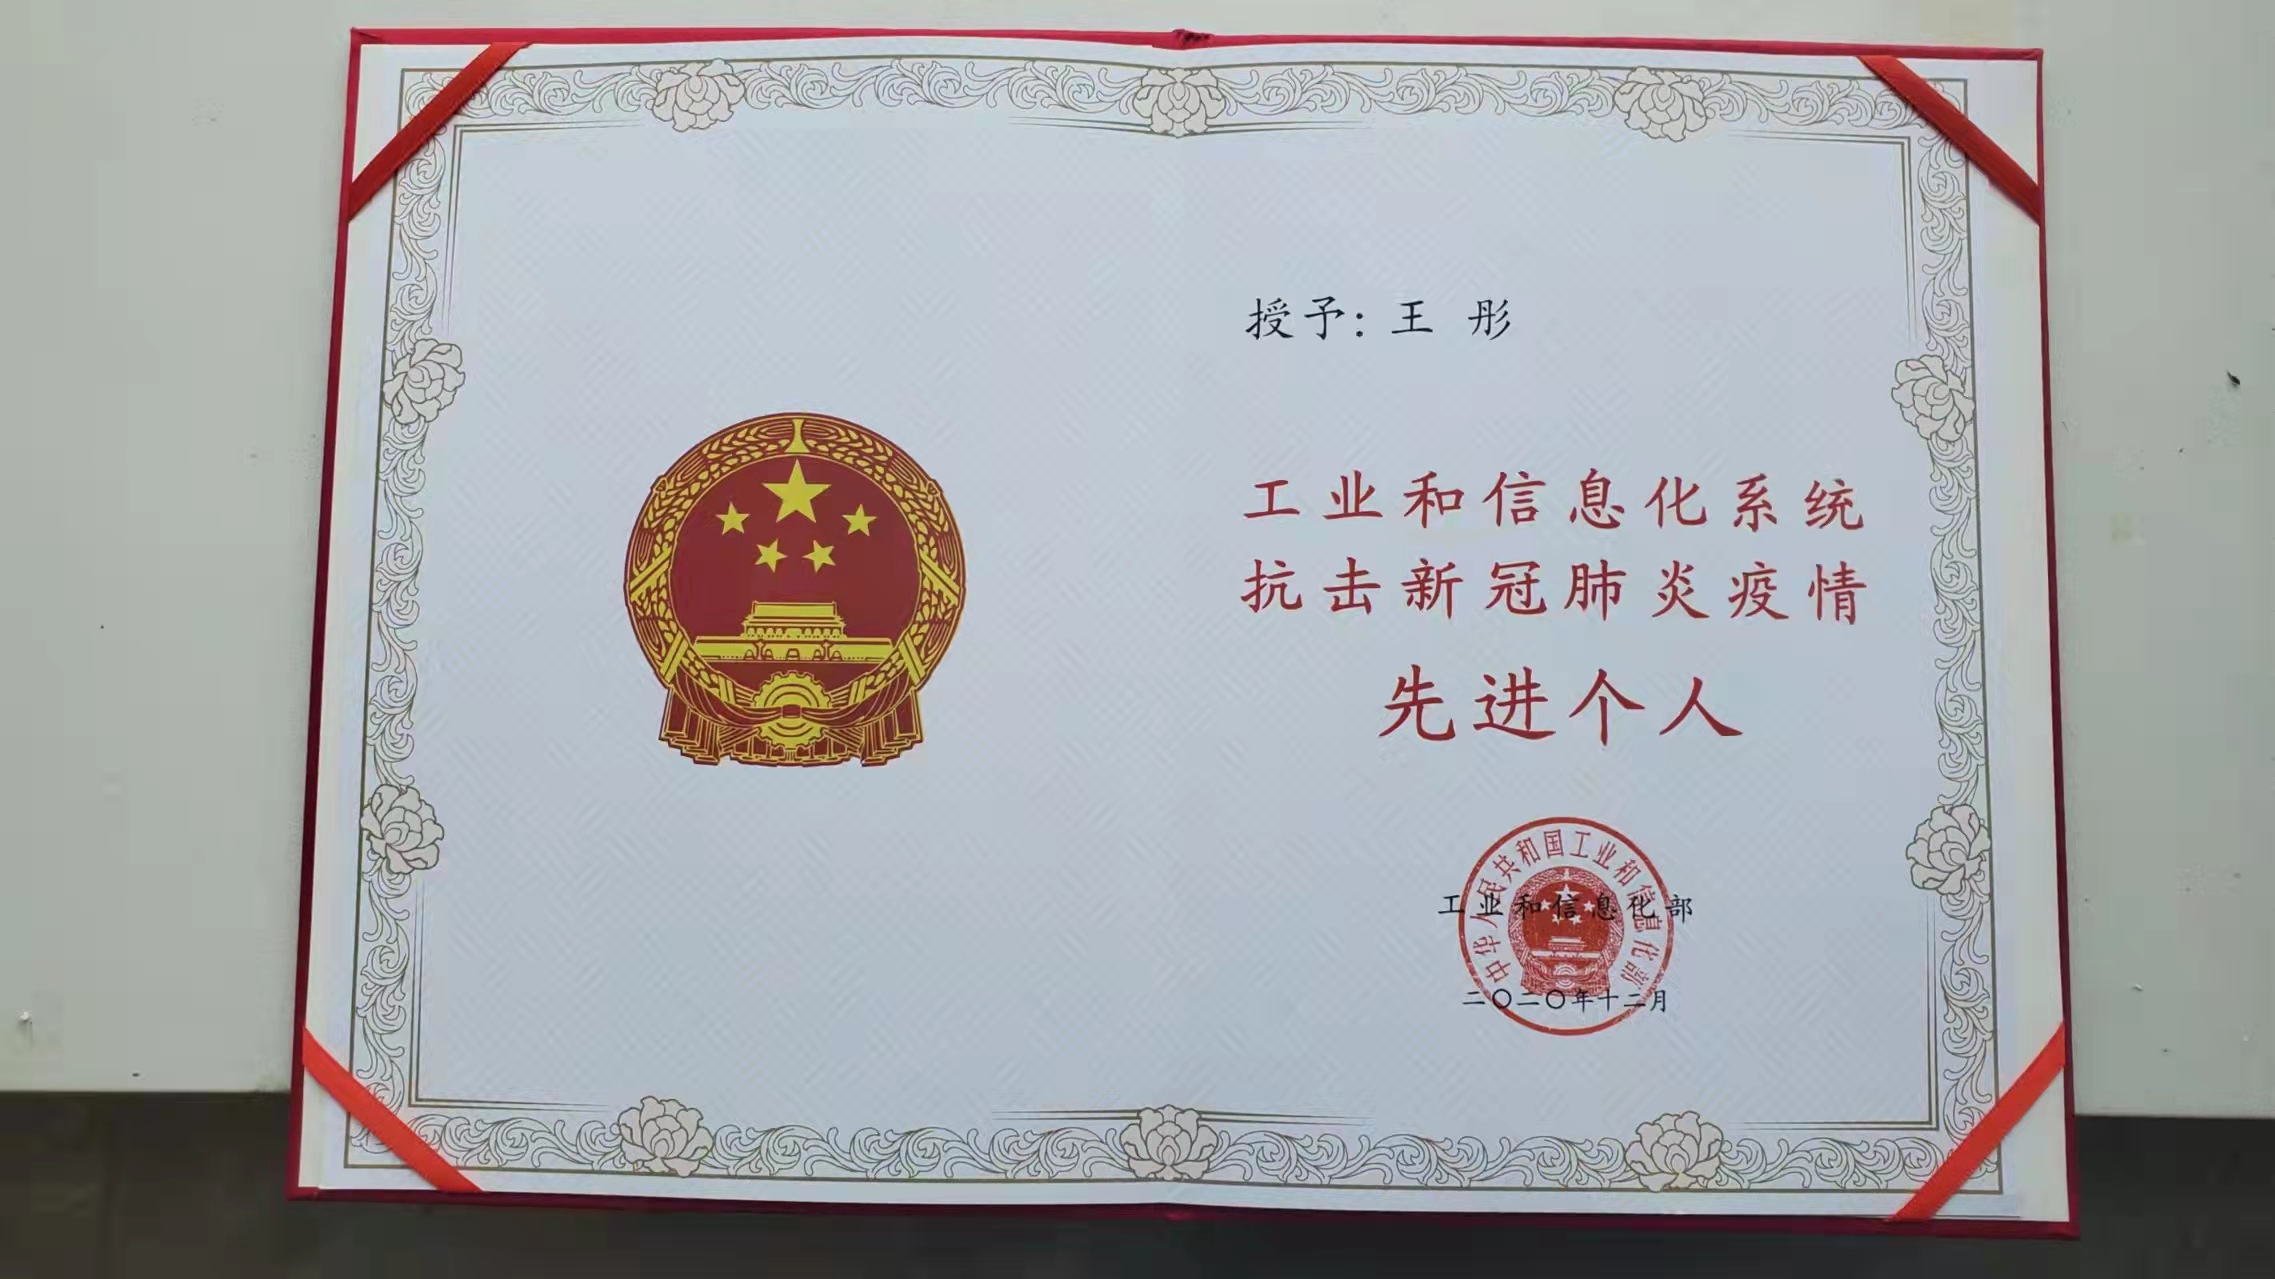 授予：王 彤
工业和信息化系统
抗击新冠肺炎疫情
先进个人
中华人民共和国工业和信息化部
工业和信息化部
二〇二〇年十二月